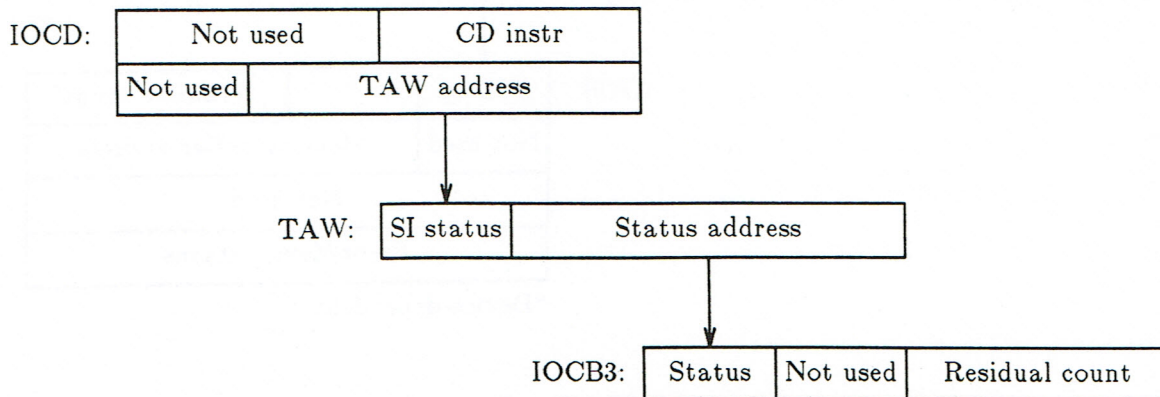 IOCD: Not used CD instr
Not used TAW address
TAW: SI status Status address
IOCB3: Status Not used Residual count